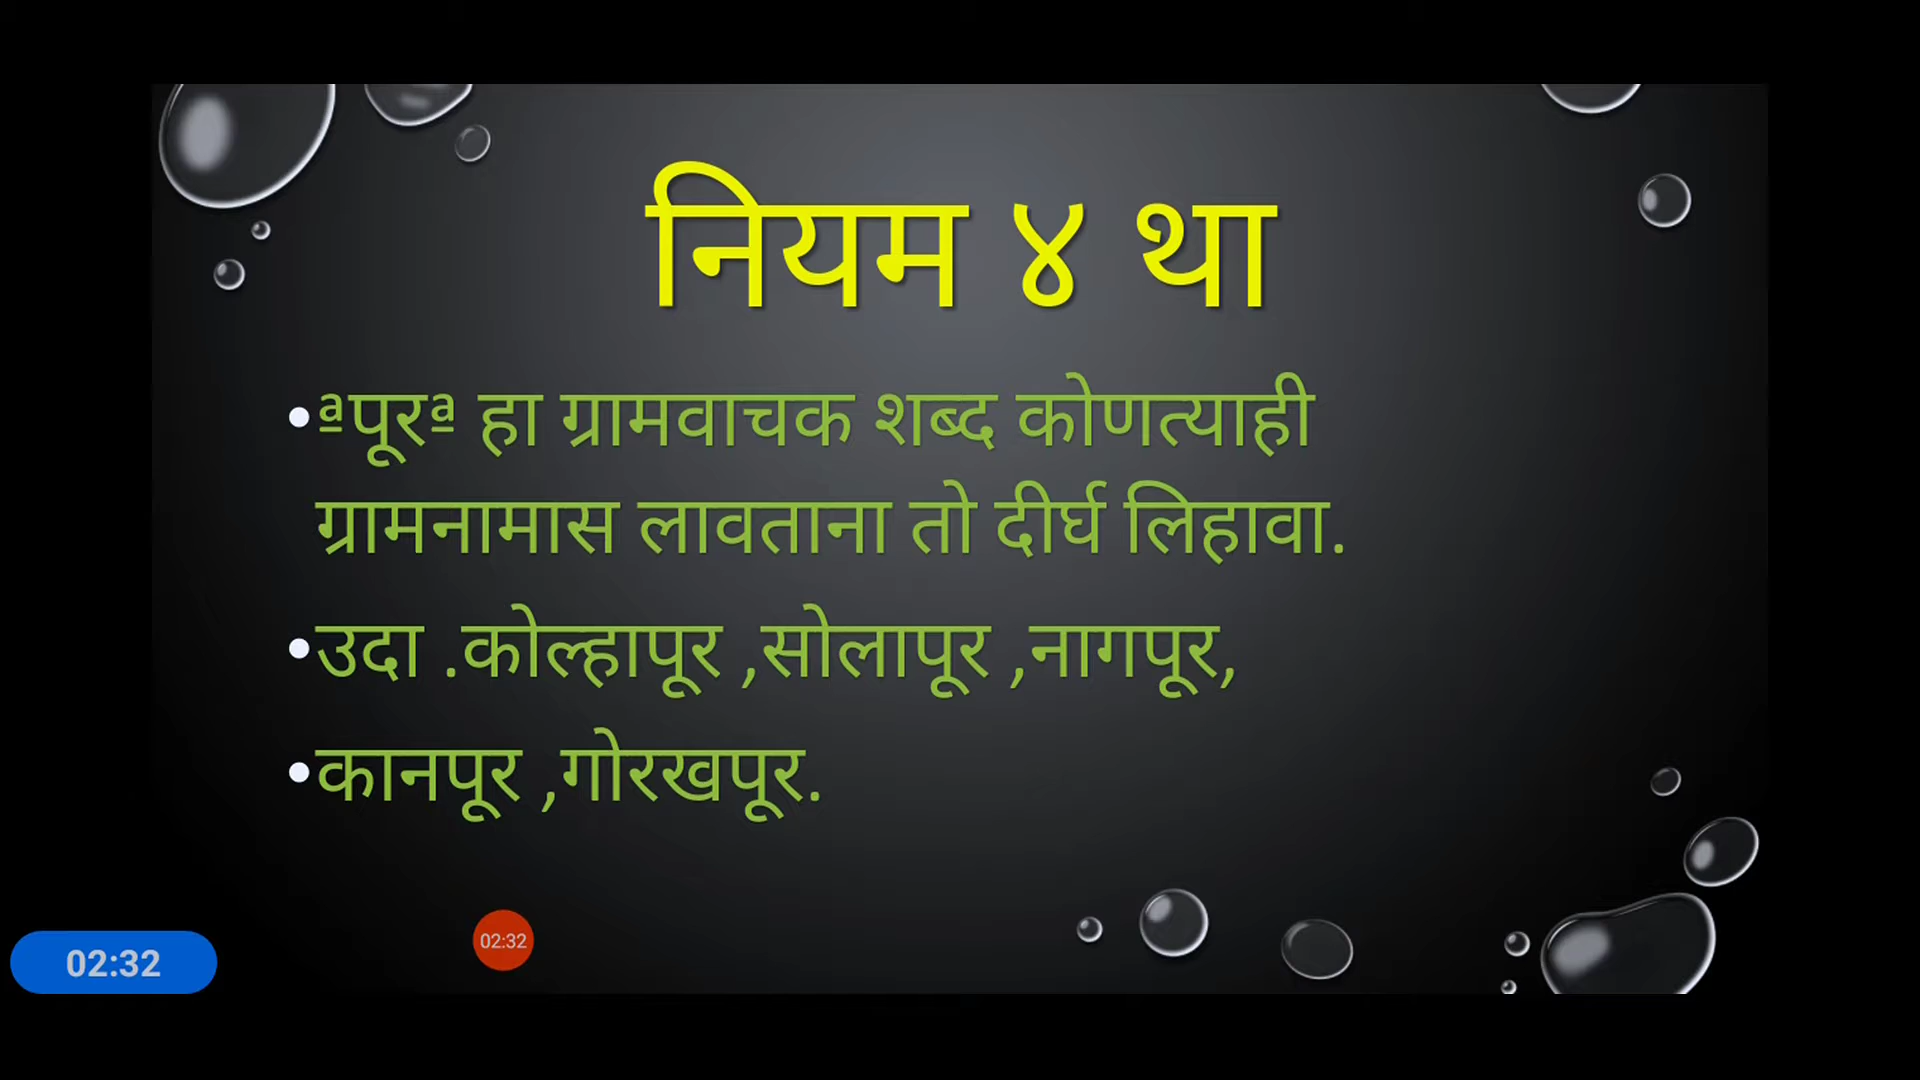 नियम ४ था
•ªपूरª हा ग्रामवाचक शब्द कोणत्याही
ग्रामनामास लावताना तो दीर्घ लिहावा.
•उदा .कोल्हापूर ,सोलापूर ,नागपूर,
•कानपूर ,गोरखपूर.
02:32
02:32